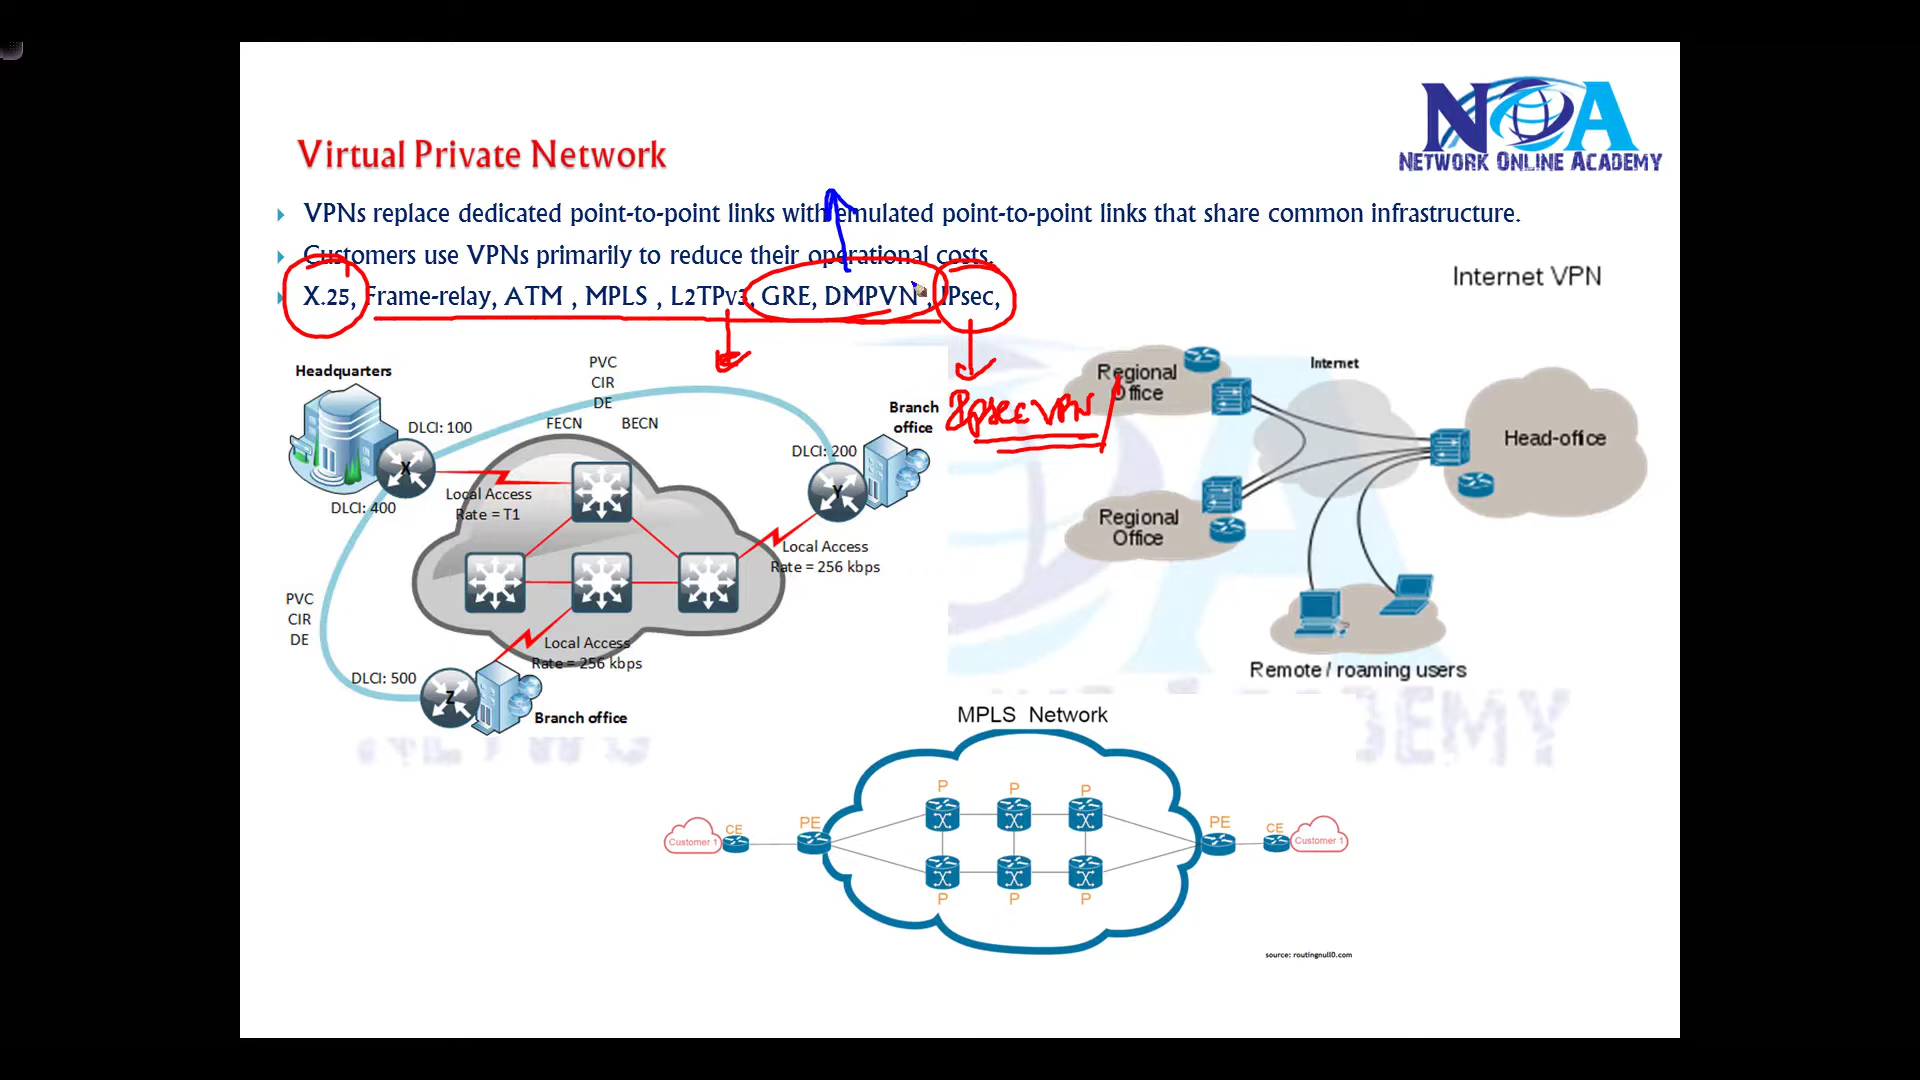 NOA
NETWORK ONLINE ACADEMY
Virtual Private Network
VPNs replace dedicated point-to-point links with emulated point-to-point links that share common infrastructure.
Customers use VPNs primarily to reduce their operational costs.
X.25, Frame-relay, ATM , MPLS , L2TPv3, GRE, DMPVN , IPsec,
Internet VPN
Headquarters
PVC
CIR
DE
FECN
BECN
DLCI: 100
DLCI: 400
X
Local Access
Rate = T1
Branch
office
DLCI: 200
Y
Local Access
Rate = 256 kbps
PVC
CIR
DE
Local Access
Rate = 256 kbps
DLCI: 500
Z
Branch office
Ipsec VPN
Regional
Office
Internet
Head-office
Regional
Office
Remote / roaming users
DEMY
MPLS Network
P P P
Customer 1 CE PE
PE CE Customer 1
P P P
source: routingnull0.com